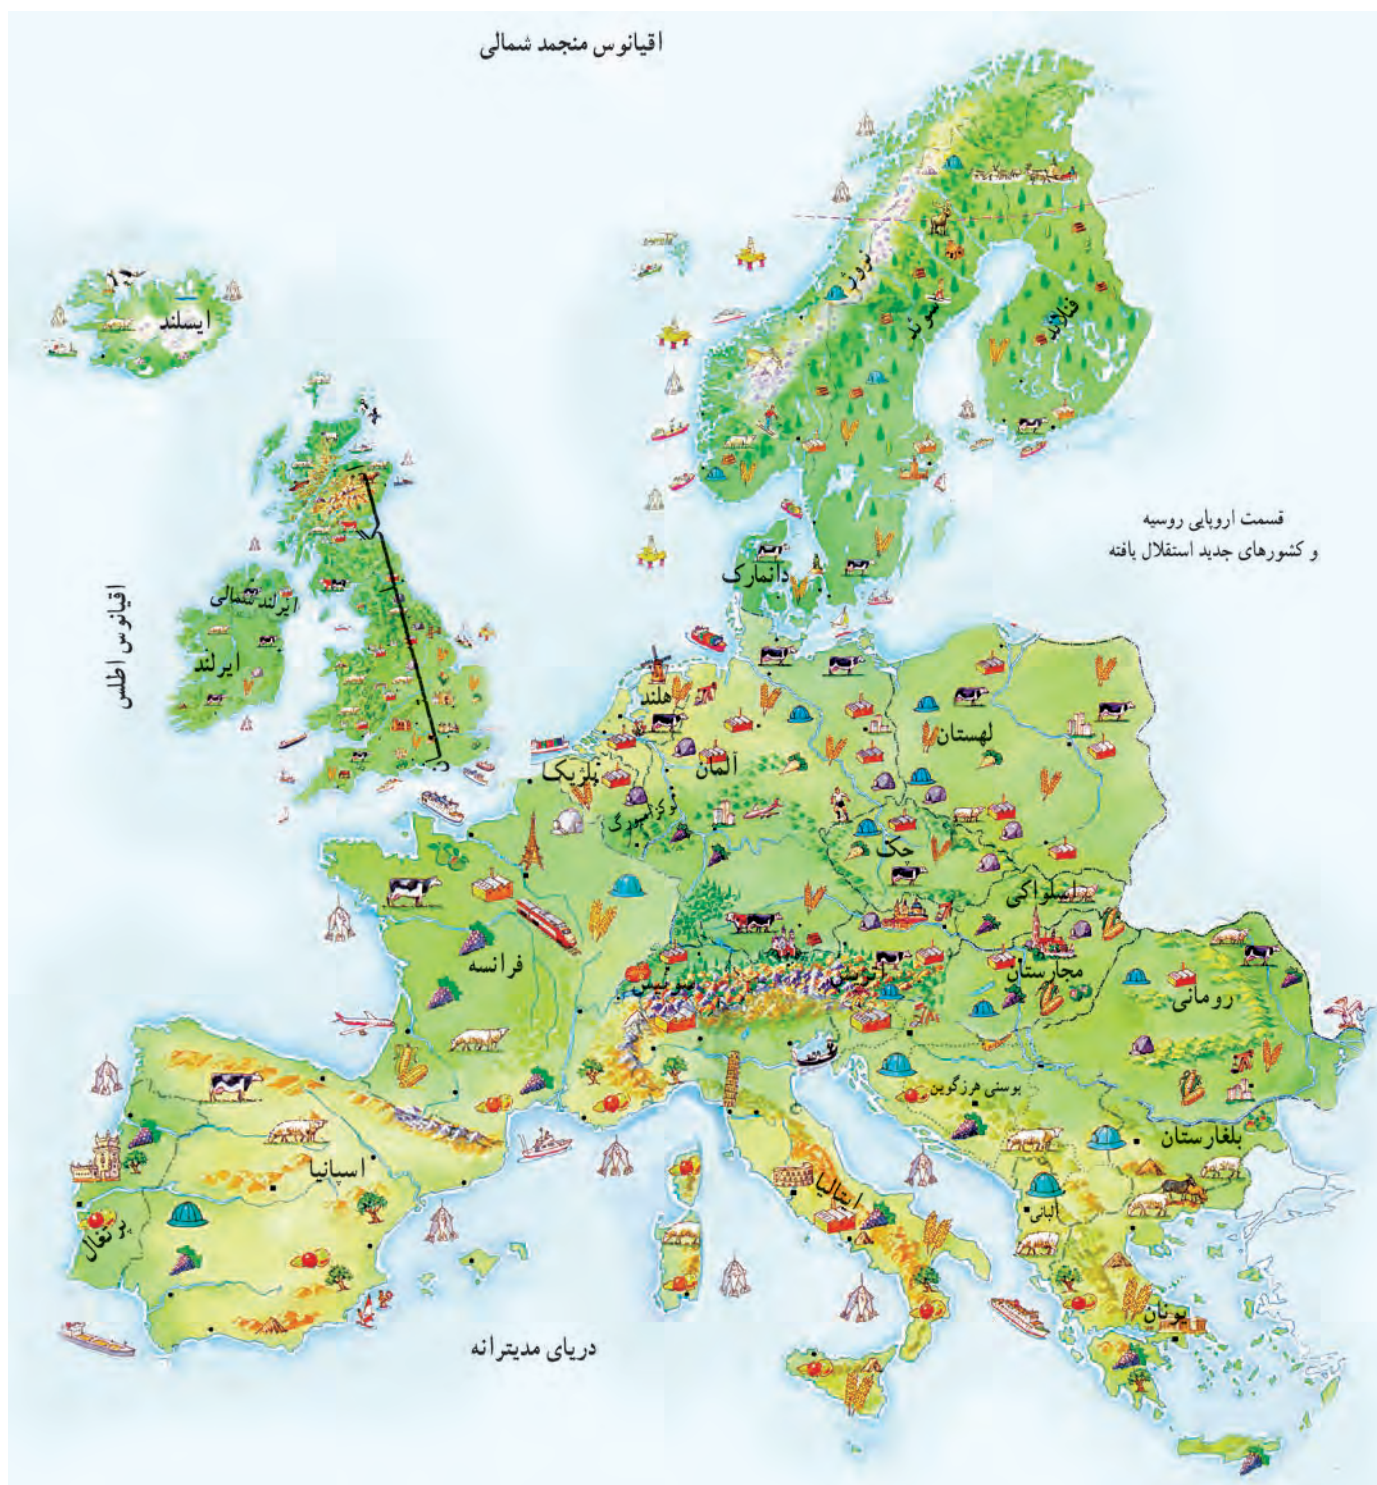 اقیانوس منجمد شمالی
ایسلند
نروژ
سوئد
فنلاند
قسمت اروپایی روسیه
و کشورهای جدید استقلال یافته
اقیانوس اطلس
ایرلند شمالی
ایرلند
انگلستان
دانمارک
هلند
لهستان
آلمان
بلژیکا
لوکزامبورگ
چک
اسلواکی
فرانسه
سوئیس
اتریش
مجارستان
رومانی
بوسنی هرزگوین
بلغارستان
اسپانیا
پرتغال
ایتالیا
آلبانی
یونان
دریای مدیترانه